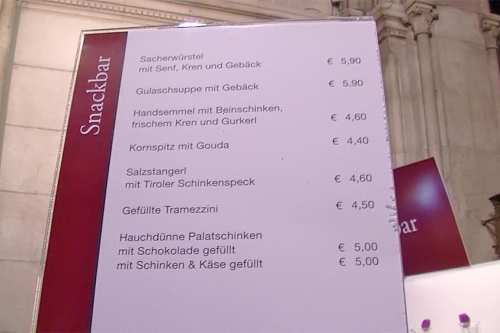 Snackbar
Sacherwürstel
mit Senf, Kren und Gebäck € 5,90
Gulaschsuppe mit Gebäck € 5,90
Handsemmel mit Beinschinken,
frischem Kren und Gurkerl € 4,60
Kornspitz mit Gouda € 4,40
Salzstangerl
mit Tiroler Schinkenspeck € 4,60
Gefüllte Tramezzini € 4,50
Hauchdünne Palatschinken
mit Schokolade gefüllt € 5,00
mit Schinken & Käse gefüllt € 5,00
bar